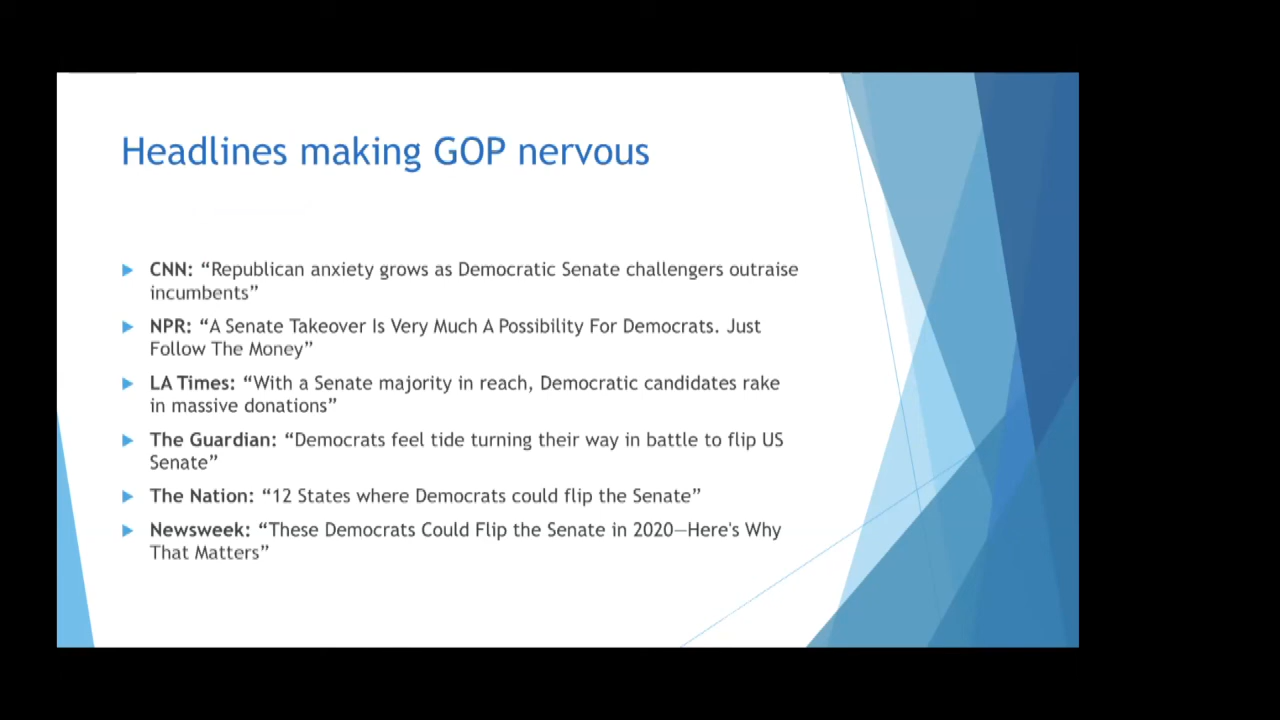 Headlines making GOP nervous
CNN: “Republican anxiety grows as Democratic Senate challengers outraise
incumbents”
NPR: “A Senate Takeover Is Very Much A Possibility For Democrats. Just
Follow The Money”
LA Times: “With a Senate majority in reach, Democratic candidates rake
in massive donations”
The Guardian: “Democrats feel tide turning their way in battle to flip US
Senate”
The Nation: “12 States where Democrats could flip the Senate”
Newsweek: “These Democrats Could Flip the Senate in 2020—Here's Why
That Matters”